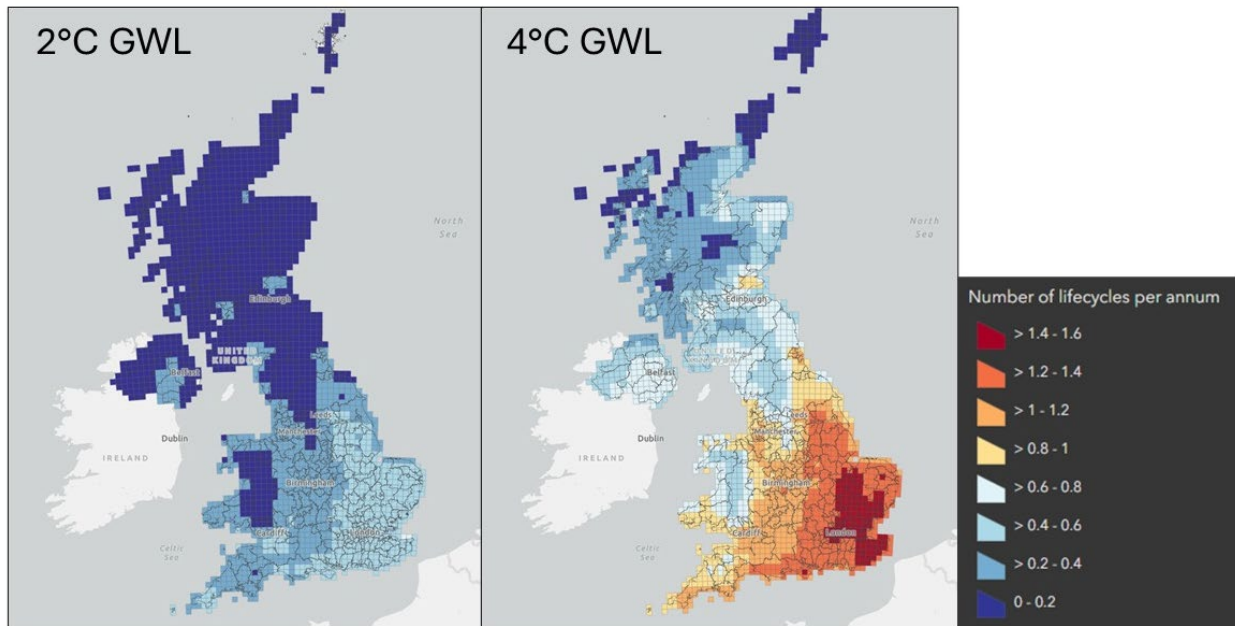 2°C GWL
North
Sea
Edinburgh
UNITED
KINGDOM
Belfast
Leeds
Manchester
Dublin
IRELAND
Birmingham
Cardiff
London
Celtic
Sea
4°C GWL
North
Sea
Edinburgh
Belfast
Leeds
Manchester
Dublin
IRELAND
Birmingham
Cardiff
London
Celtic
Sea
Number of lifecycles per annum
> 1.4 - 1.6
> 1.2 - 1.4
> 1 - 1.2
> 0.8 - 1
> 0.6 - 0.8
> 0.4 - 0.6
> 0.2 - 0.4
0 - 0.2